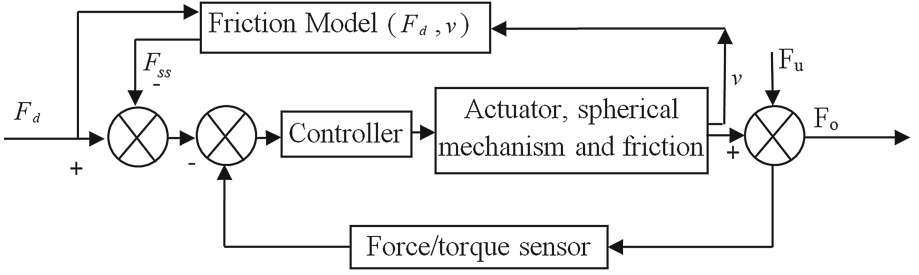 Friction Model (F_d, v)
F_ss
-
F_d
+
-
Controller
Actuator, spherical
mechanism and friction
v
F_u
+
F_o
Force/torque sensor